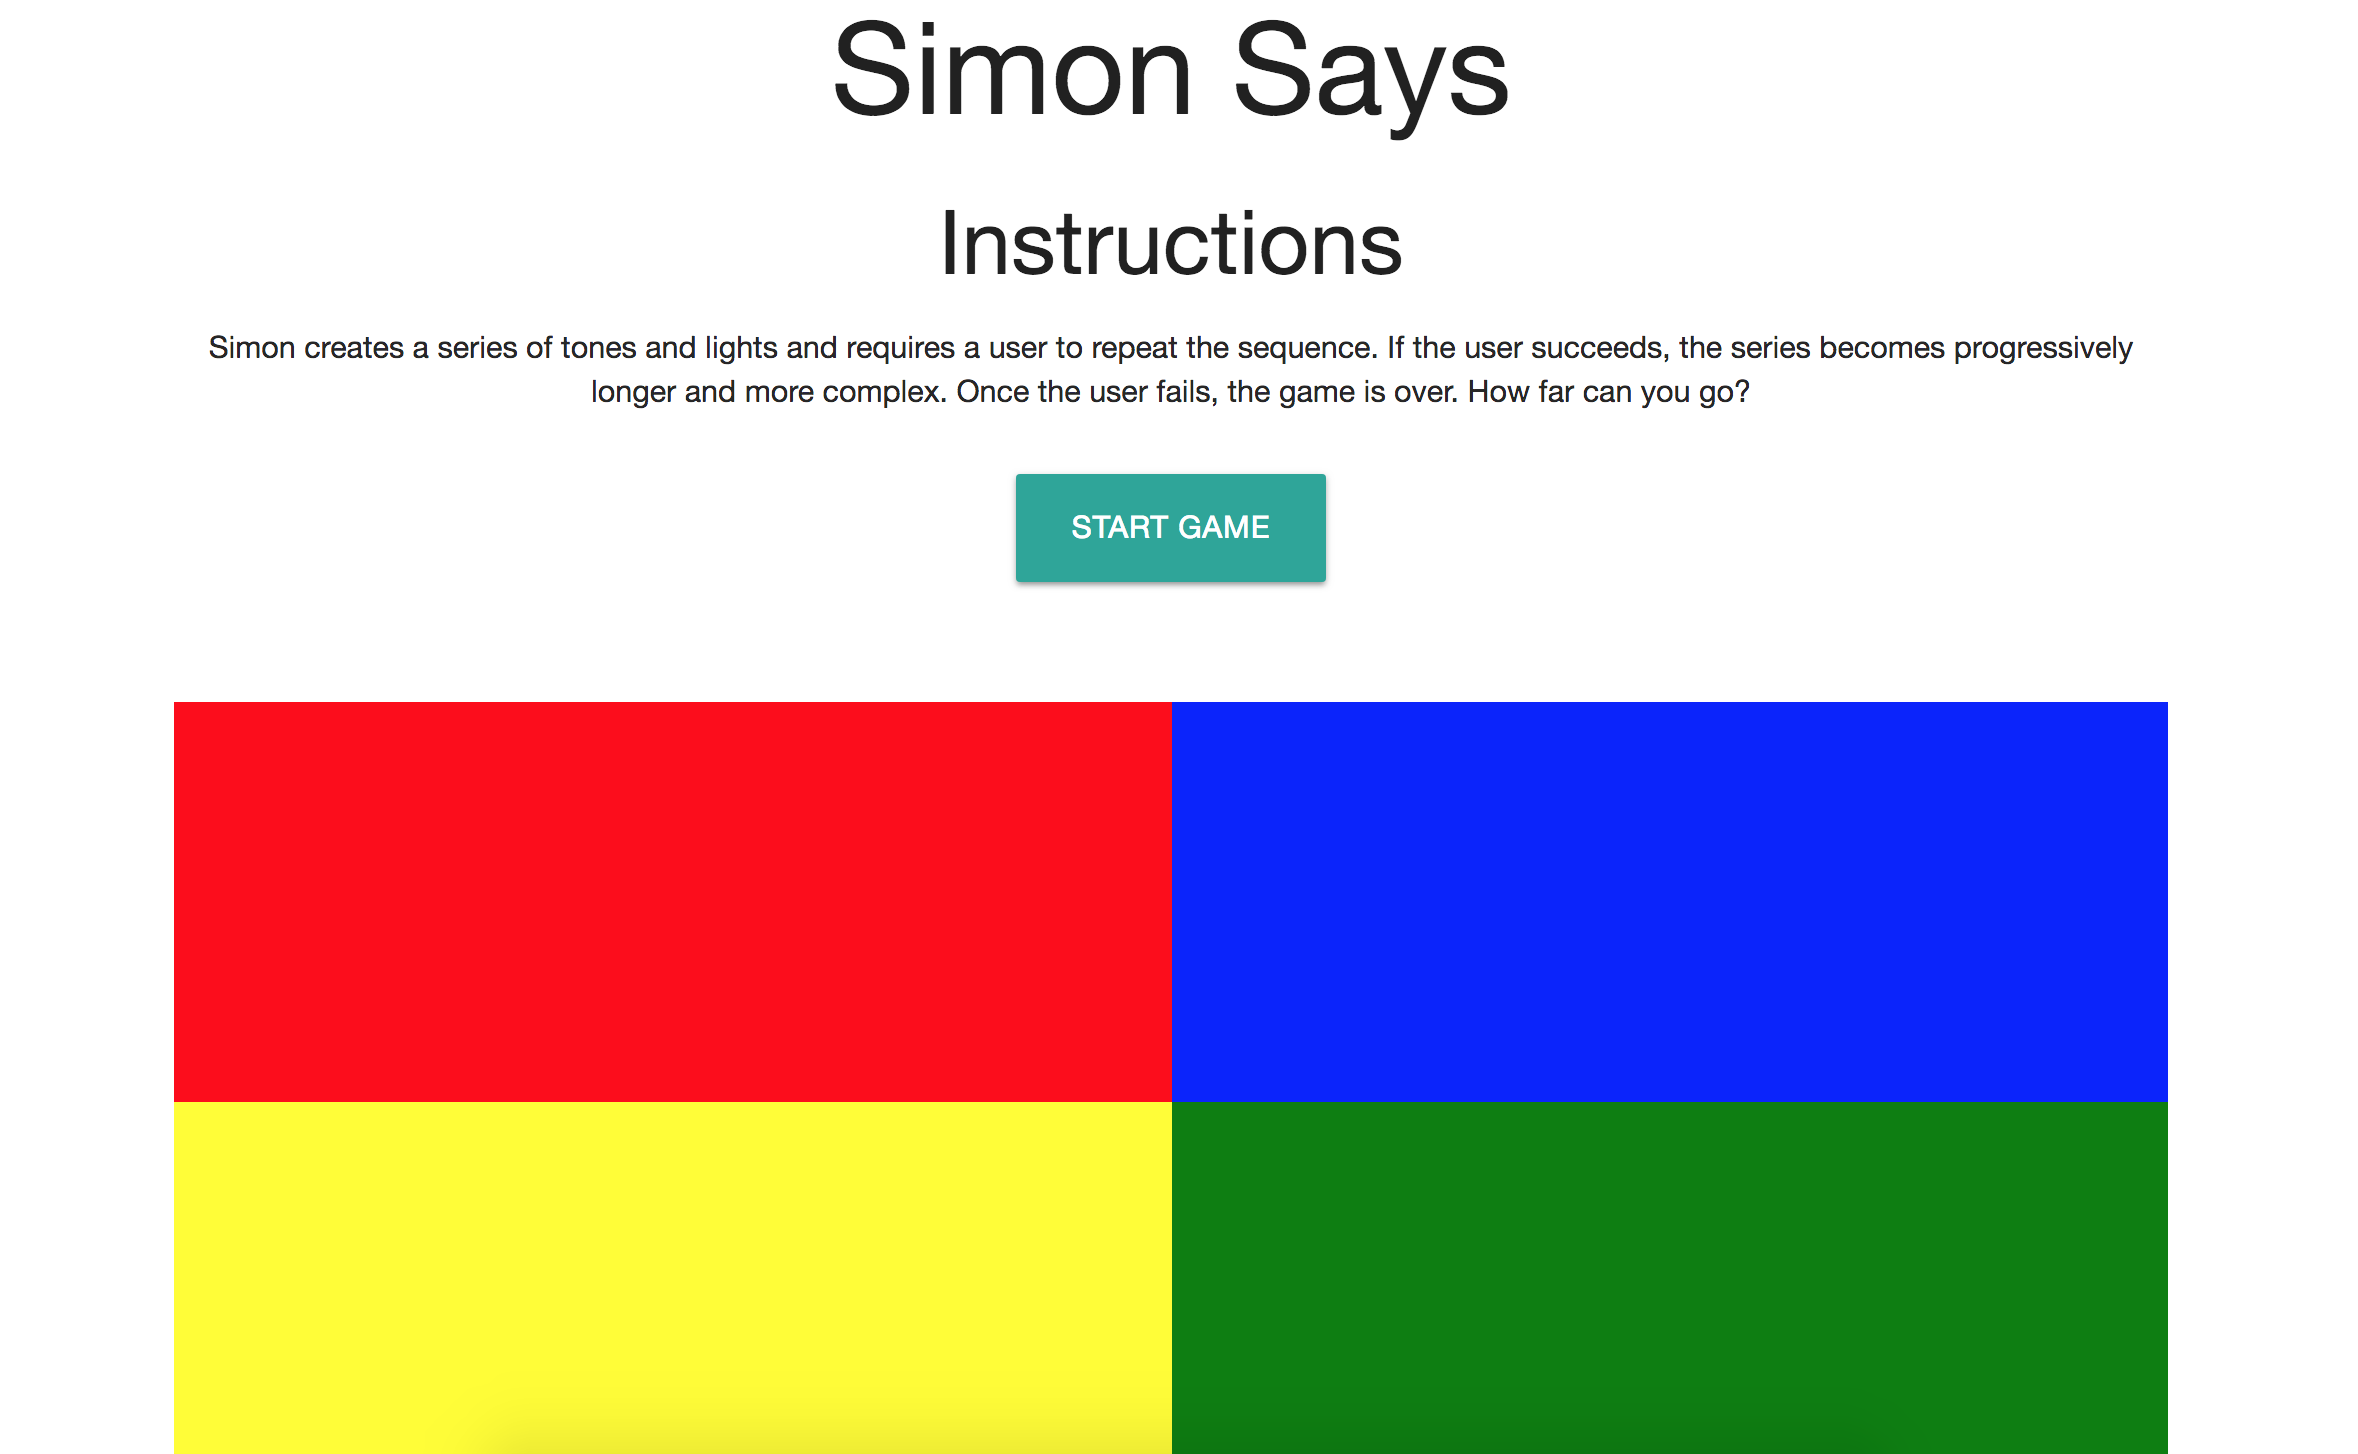 Simon Says
Instructions
Simon creates a series of tones and lights and requires a user to repeat the sequence. If the user succeeds, the series becomes progressively
longer and more complex. Once the user fails, the game is over. How far can you go?
START GAME